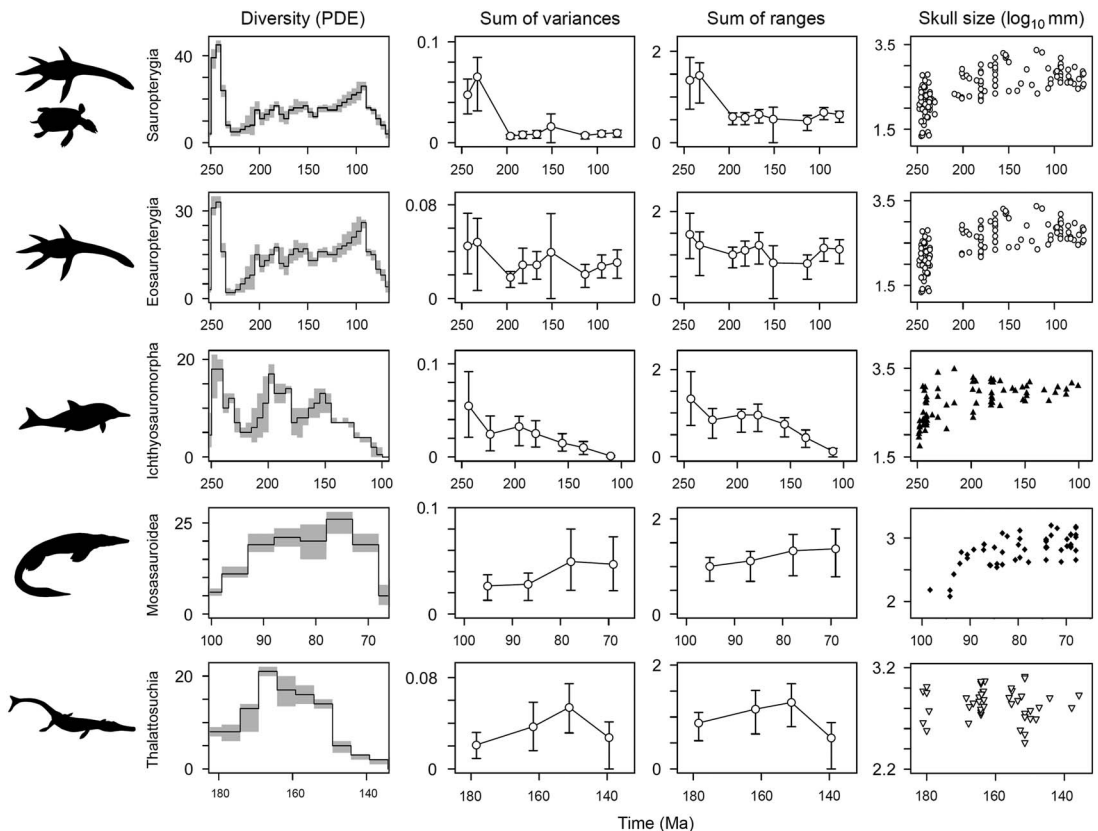 Diversity (PDE) Sum of variances Sum of ranges Skull size (log10 mm)
Sauropterygia
40
0
250 200 150 100
0.1
0
250 200 150 100
2
1
0
250 200 150 100
3.5
1.5
250 200 150 100
Eosauropterygia
30
15
0
250 200 150 100
0.08
0
250 200 150 100
2
1
0
250 200 150 100
3.5
1.5
250 200 150 100
Ichthyosauromorpha
20
0
250 200 150 100
0.1
0
250 200 150 100
2
1
0
250 200 150 100
3.5
1.5
250 200 150 100
Mosasauroidea
25
0
100 90 80 70
0.1
0
100 90 80 70
2
1
0
100 90 80 70
3
2
100 90 80 70
Thalattosuchia
20
0
180 160 140
0.08
0
180 160 140
2
1
0
180 160 140
3.2
2.2
180 160 140
Time (Ma)